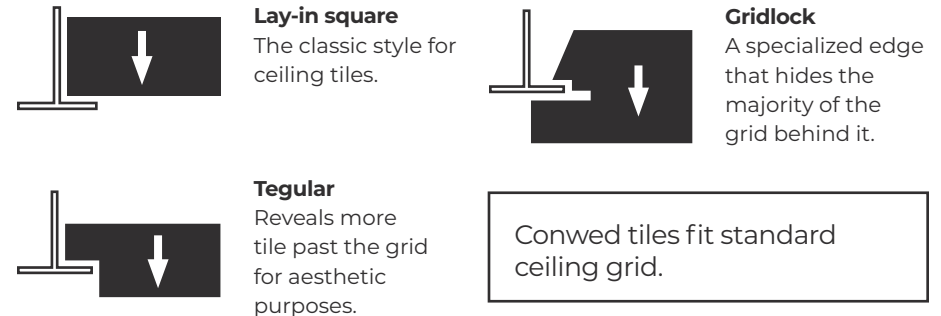 Lay-in square
The classic style for
ceiling tiles.
Gridlock
A specialized edge
that hides the
majority of the
grid behind it.
Tegular
Reveals more
tile past the grid
for aesthetic
purposes.
Conwed tiles fit standard
ceiling grid.